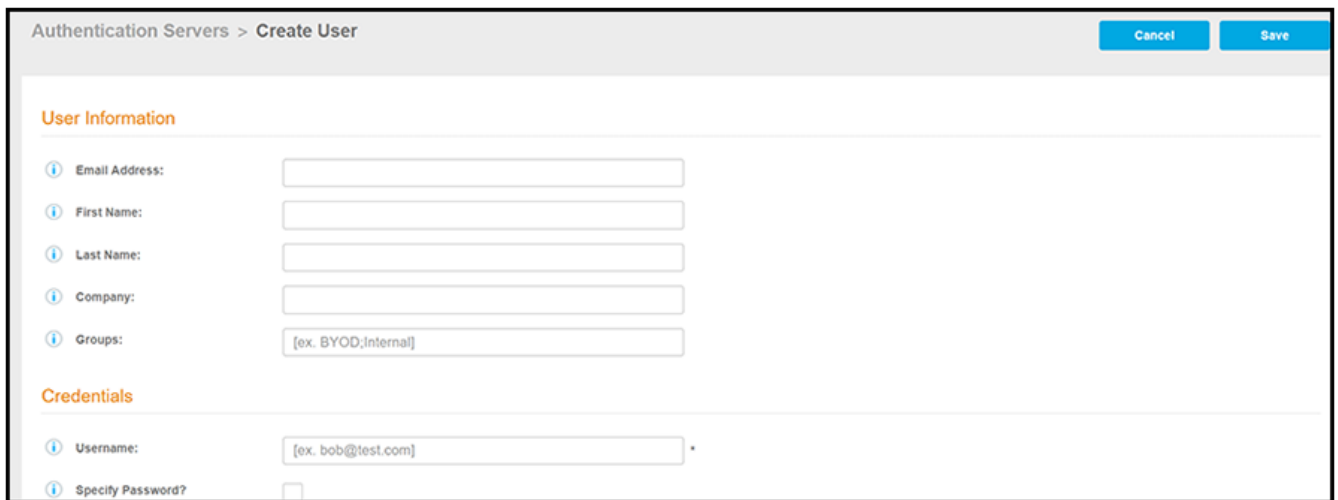 Authentication Servers > Create User
Cancel
Save
User Information
Email Address:
First Name:
Last Name:
Company:
Groups:
[ex. BYOD;Internal]
Credentials
Username:
[ex. bob@test.com]
*
Specify Password?